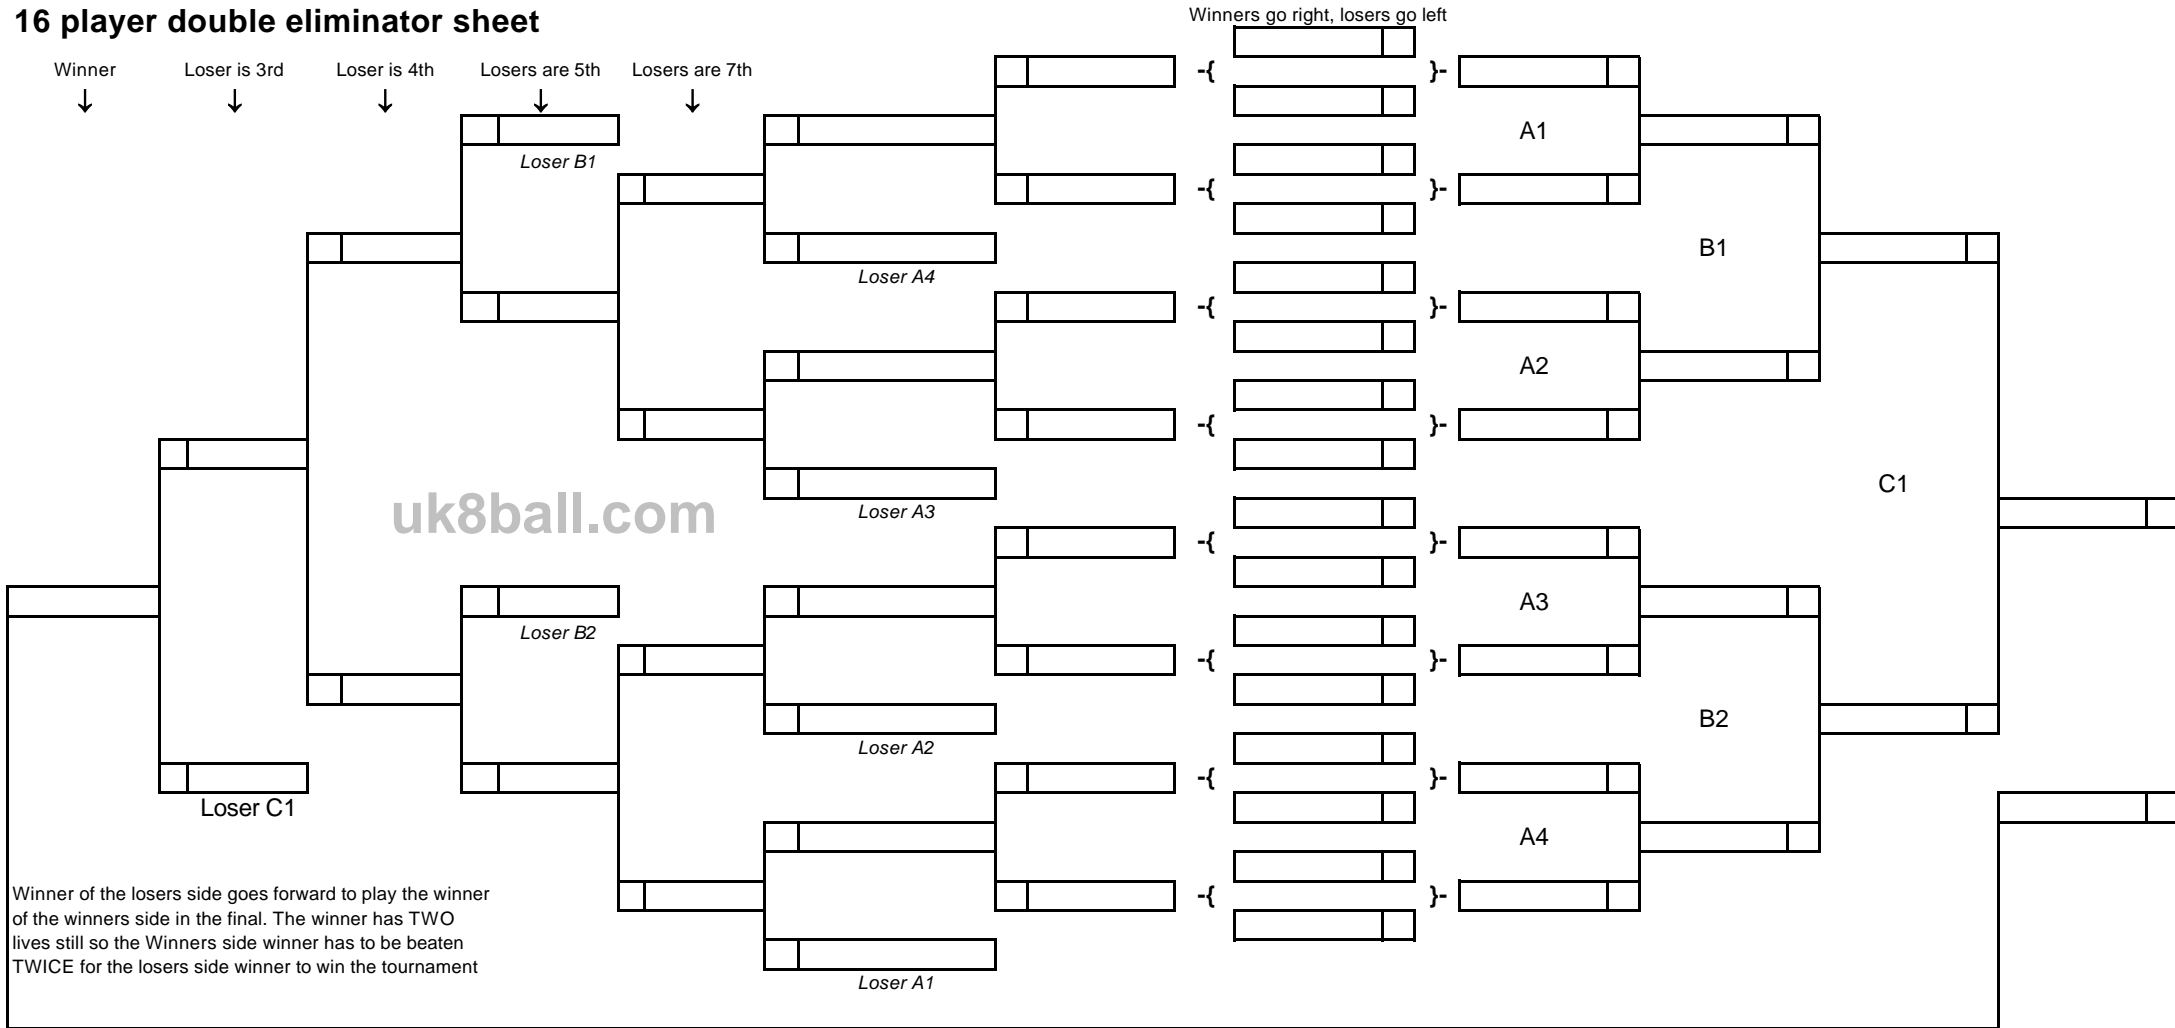 16 player double eliminator sheet
Winners go right, losers go left
Winner Loser is 3rd Loser is 4th Losers are 5th Losers are 7th
↓ ↓ ↓ ↓ ↓
-{ }-
A1
Loser B1
-{ }-
B1
Loser A4
-{ }-
A2
-{ }-
C1
uk8ball.com
Loser A3
-{ }-
A3
Loser B2
-{ }-
B2
Loser A2
-{ }-
Loser C1
A4
-{ }-
Winner of the losers side goes forward to play the winner
of the winners side in the final. The winner has TWO
lives still so the Winners side winner has to be beaten
TWICE for the losers side winner to win the tournament
Loser A1